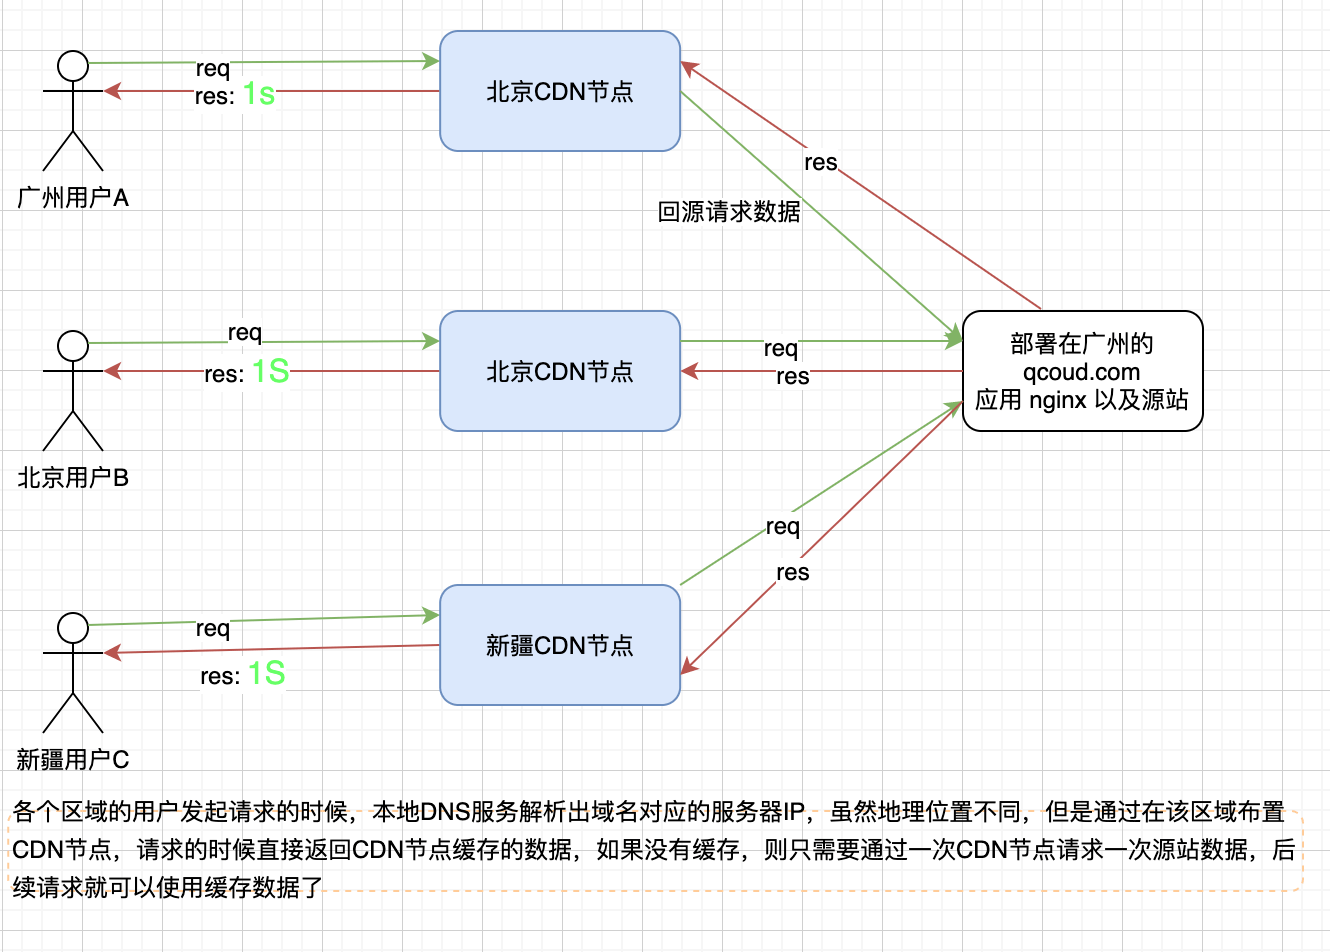 req
res: 1s
北京CDN节点
广州用户A
res
回源请求数据
req
res: 1S
北京CDN节点
req
res
部署在广州的
qcoud.com
应用 nginx 以及源站
北京用户B
req
res
req
res: 1S
新疆CDN节点
新疆用户C
各个区域的用户发起请求的时候，本地DNS服务解析出域名对应的服务器IP，虽然地理位置不同，但是通过在该区域布置
CDN节点，请求的时候直接返回CDN节点缓存的数据，如果没有缓存，则只需要通过一次CDN节点请求一次源站数据，后
续请求就可以使用缓存数据了